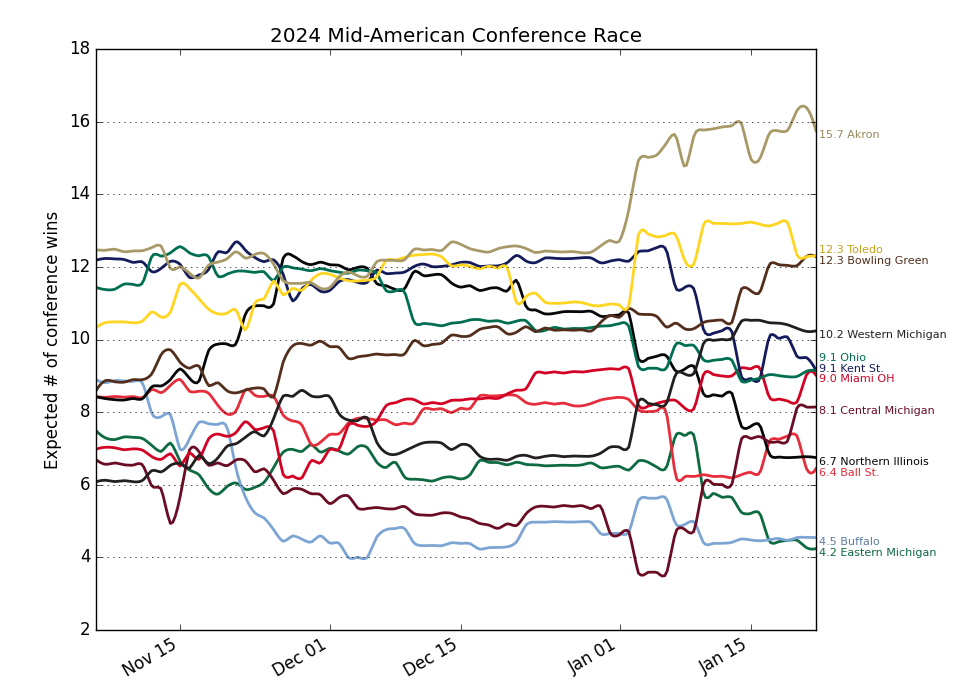 2024 Mid-American Conference Race
Expected # of conference wins
18
16
14
12
10
8
6
4
2
Nov 15
Dec 01
Dec 15
Jan 01
Jan 15
15.7 Akron
12.3 Toledo
12.3 Bowling Green
10.2 Western Michigan
9.1 Ohio
9.1 Kent St.
9.0 Miami OH
8.1 Central Michigan
6.7 Northern Illinois
6.4 Ball St.
4.5 Buffalo
4.2 Eastern Michigan